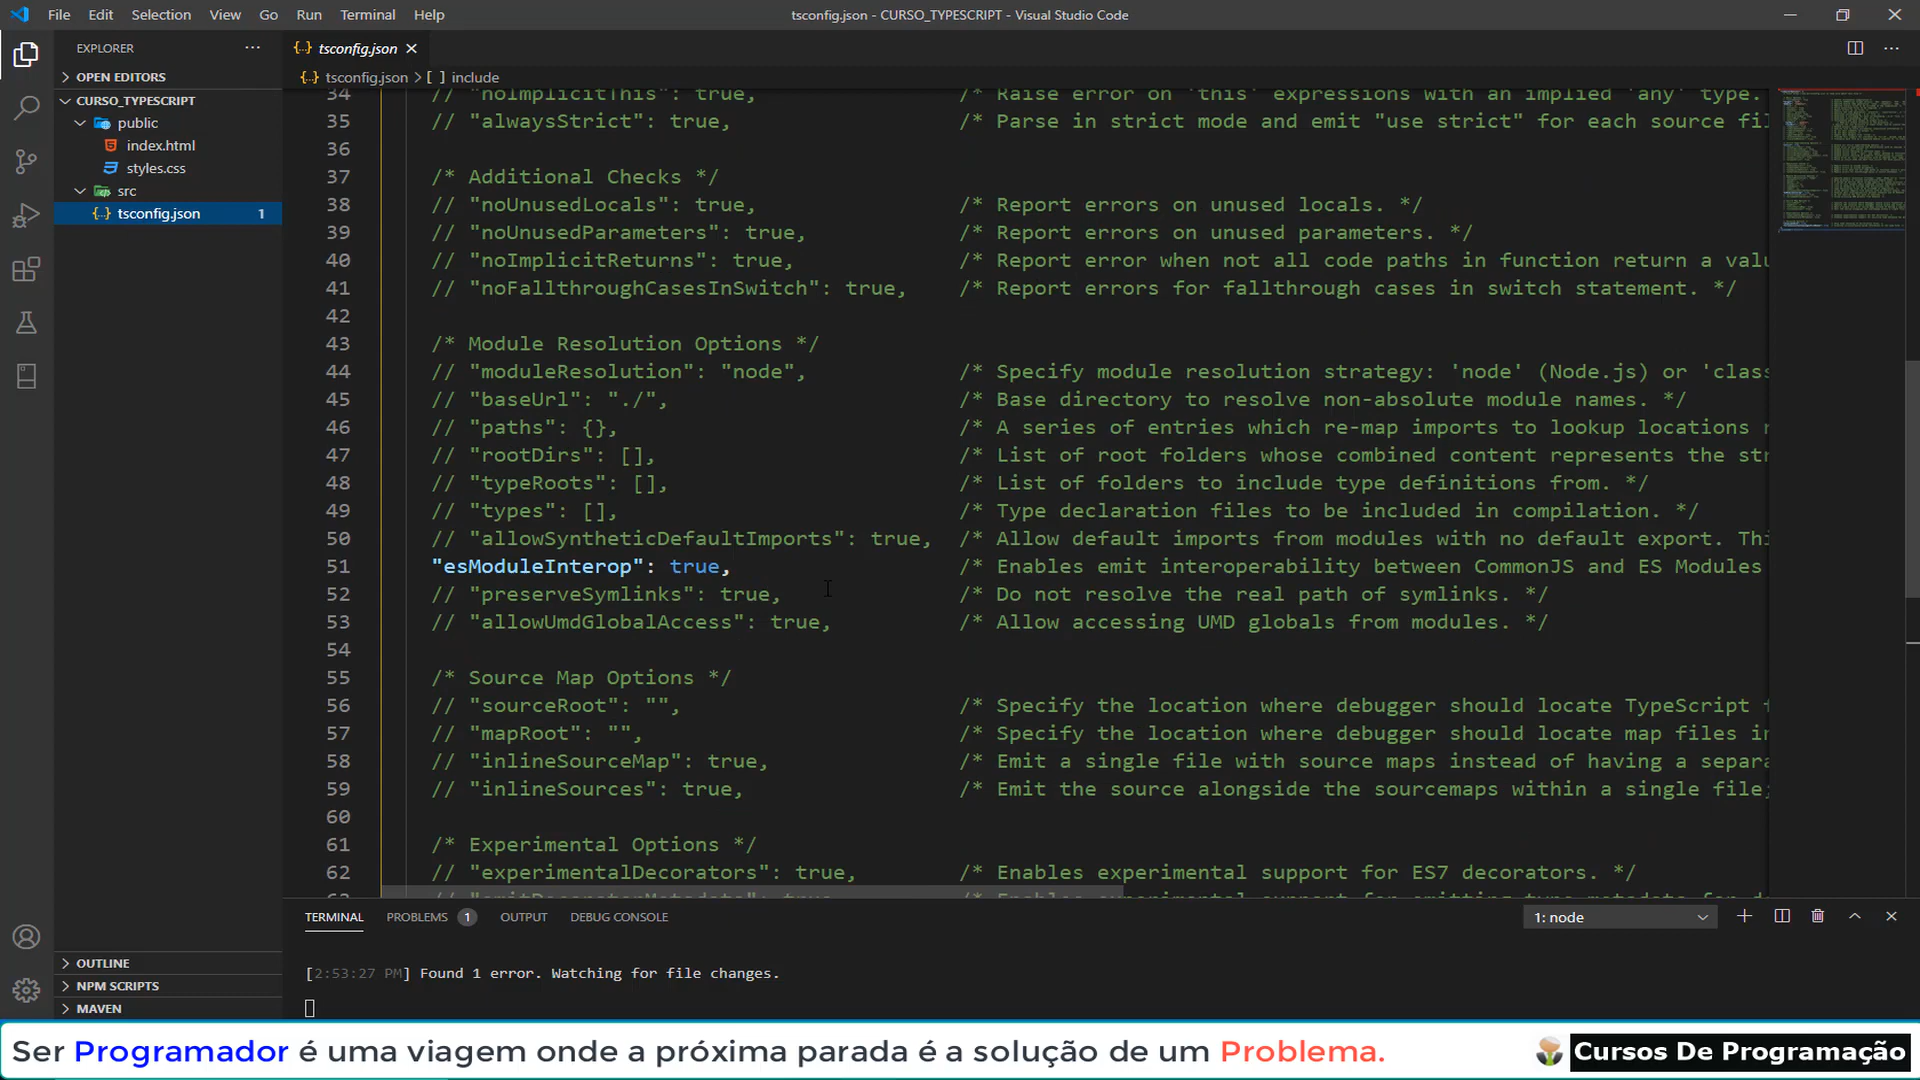 File Edit Selection View Go Run Terminal Help
tsconfig.json - CURSO_TYPESCRIPT - Visual Studio Code
EXPLORER
OPEN EDITORS
CURSO_TYPESCRIPT
public
index.html
styles.css
src
tsconfig.json 1
OUTLINE
NPM SCRIPTS
MAVEN
{..} tsconfig.json
{..} tsconfig.json > [ ] include
34 // "noImplicitThis": true, /* Raise error on 'this' expressions with an implied 'any' type.
35 // "alwaysStrict": true, /* Parse in strict mode and emit "use strict" for each source fil
36
37 /* Additional Checks */
38 // "noUnusedLocals": true, /* Report errors on unused locals. */
39 // "noUnusedParameters": true, /* Report errors on unused parameters. */
40 // "noImplicitReturns": true, /* Report error when not all code paths in function return a valu
41 // "noFallthroughCasesInSwitch": true, /* Report errors for fallthrough cases in switch statement. */
42
43 /* Module Resolution Options */
44 // "moduleResolution": "node", /* Specify module resolution strategy: 'node' (Node.js) or 'clas
45 // "baseUrl": "./", /* Base directory to resolve non-absolute module names. */
46 // "paths": {}, /* A series of entries which re-map imports to lookup locations
47 // "rootDirs": [], /* List of root folders whose combined content represents the st
48 // "typeRoots": [], /* List of folders to include type definitions from. */
49 // "types": [], /* Type declaration files to be included in compilation. */
50 // "allowSyntheticDefaultImports": true, /* Allow default imports from modules with no default export. Thi
51 "esModuleInterop": true, /* Enables emit interoperability between CommonJS and ES Modules
52 // "preserveSymlinks": true, /* Do not resolve the real path of symlinks. */
53 // "allowUmdGlobalAccess": true, /* Allow accessing UMD globals from modules. */
54
55 /* Source Map Options */
56 // "sourceRoot": "", /* Specify the location where debugger should locate TypeScript
57 // "mapRoot": "", /* Specify the location where debugger should locate map files i
58 // "inlineSourceMap": true, /* Emit a single file with source maps instead of having a separa
59 // "inlineSources": true, /* Emit the source alongside the sourcemaps within a single file;
60
61 /* Experimental Options */
62 // "experimentalDecorators": true, /* Enables experimental support for ES7 decorators. */
TERMINAL PROBLEMS 1 OUTPUT DEBUG CONSOLE 1: node
[2:53:27 PM] Found 1 error. Watching for file changes.
Ser Programador é uma viagem onde a próxima parada é a solução de um Problema.
Cursos De Programação